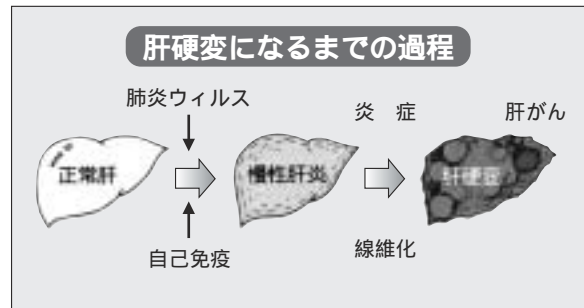 肝硬変になるまでの過程
肺炎ウィルス
炎 症
肝がん
正常肝
慢性肝炎
肝硬変
自己免疫
線維化